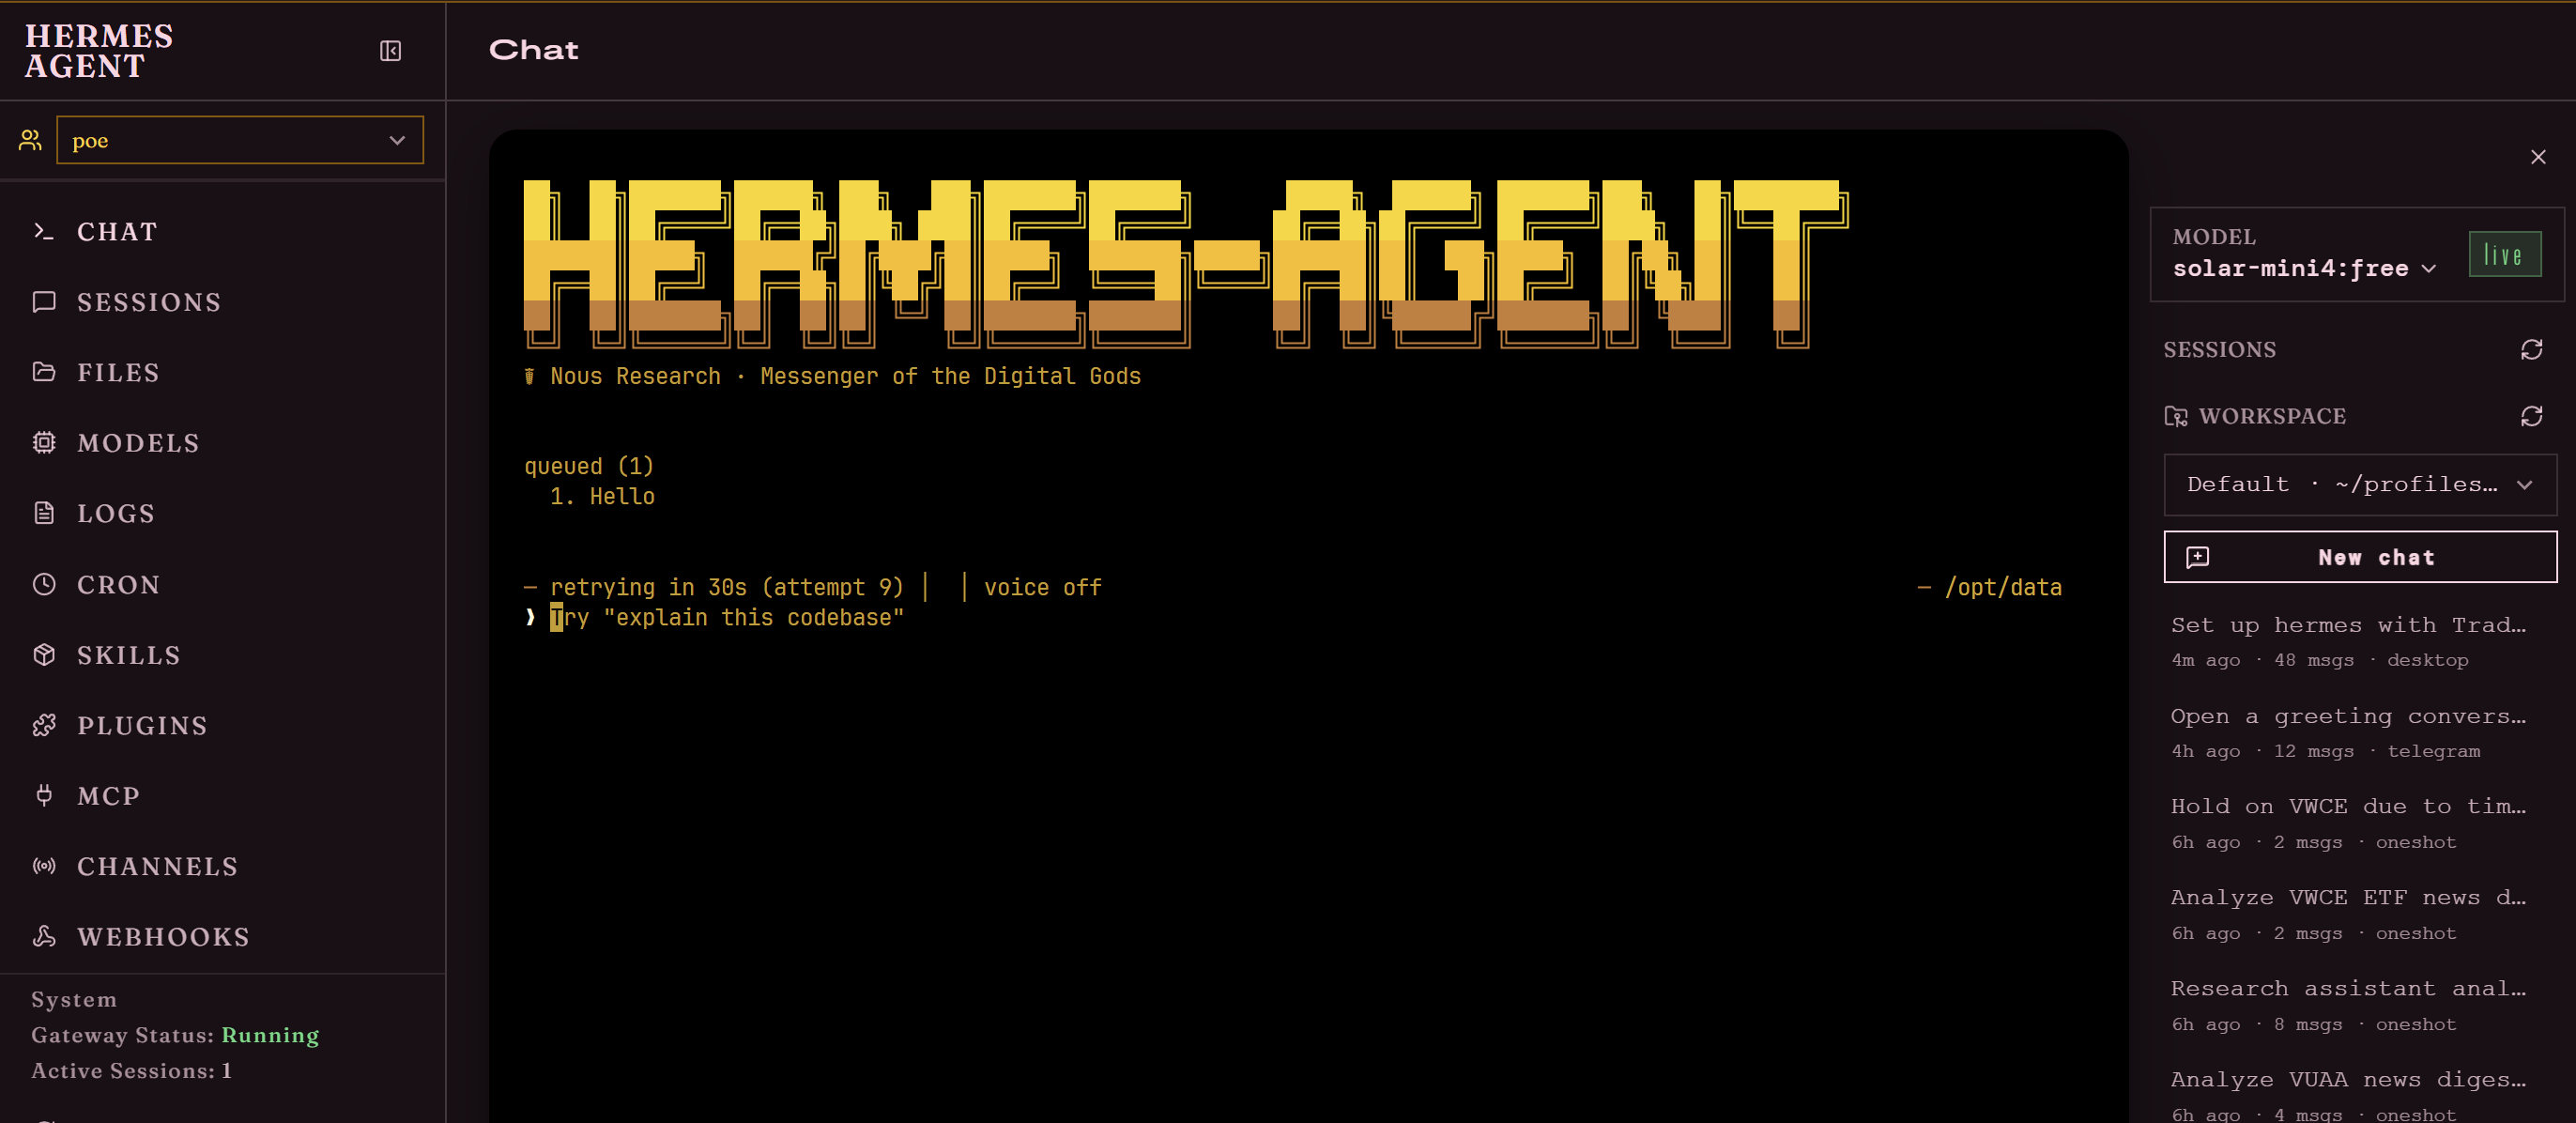 HERMES
AGENT
poe
CHAT
SESSIONS
FILES
MODELS
LOGS
CRON
SKILLS
PLUGINS
MCP
CHANNELS
WEBHOOKS
System
Gateway Status: Running
Active Sessions: 1
Chat
HERMES-AGENT
Nous Research · Messenger of the Digital Gods
queued (1)
1. Hello
─ retrying in 30s (attempt 9) │ │ voice off ─ /opt/data
❯ Try "explain this codebase"
MODEL
solar-mini4:free
live
SESSIONS
WORKSPACE
Default · ~/profiles…
New chat
Set up hermes with Trad…
4m ago · 48 msgs · desktop
Open a greeting convers…
4h ago · 12 msgs · telegram
Hold on VWCE due to tim…
6h ago · 2 msgs · oneshot
Analyze VWCE ETF news d…
6h ago · 2 msgs · oneshot
Research assistant anal…
6h ago · 8 msgs · oneshot
Analyze VUAA news diges…
6h ago · 4 msgs · oneshot